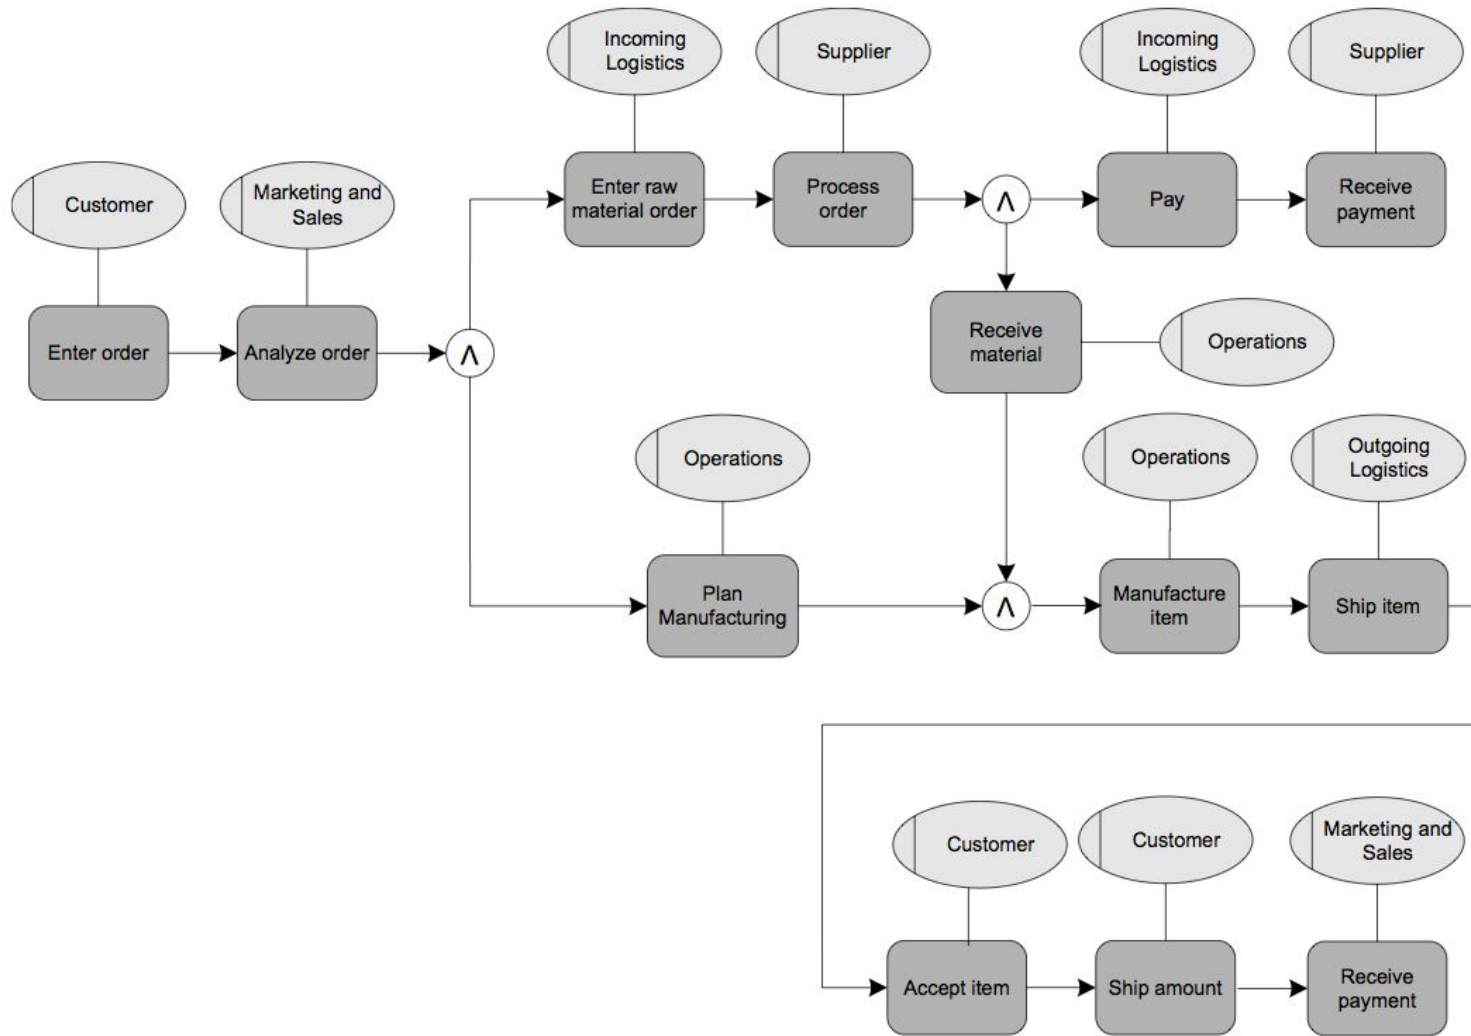 Incoming
Logistics
Supplier
Incoming
Logistics
Supplier
Customer
Marketing and
Sales
Enter raw
material order
Process
order
Λ
Pay
Receive
payment
Enter order
Analyze order
Λ
Receive
material
Operations
Operations
Operations
Outgoing
Logistics
Plan
Manufacturing
Λ
Manufacture
item
Ship item
Customer
Customer
Marketing and
Sales
Accept item
Ship amount
Receive
payment